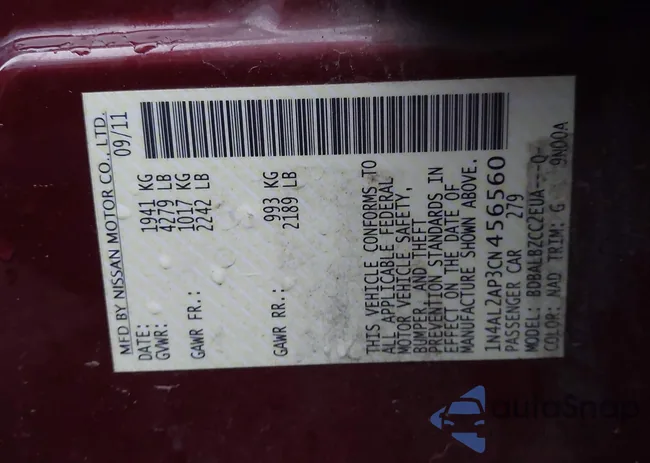 MFD BY NISSAN MOTOR CO., LTD.
DATE: 09/11
GVWR: 1941 KG
4279 LB
GAWR FR.: 1017 KG
2242 LB
GAWR RR.: 993 KG
2189 LB
THIS VEHICLE CONFORMS TO
ALL APPLICABLE FEDERAL
MOTOR VEHICLE SAFETY,
BUMPER AND THEFT
PREVENTION STANDARDS IN
EFFECT ON THE DATE OF
MANUFACTURE SHOWN ABOVE.
1N4AL2AP3CN456560
PASSENGER CAR 279
MODEL: BDBALBZCC2EUA---Q-
COLOR: NAD TRIM: G
autoSnap